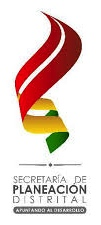 SECRETARÍA DE
PLANEACIÓN
DISTRITAL
APUNTANDO AL DESARROLLO